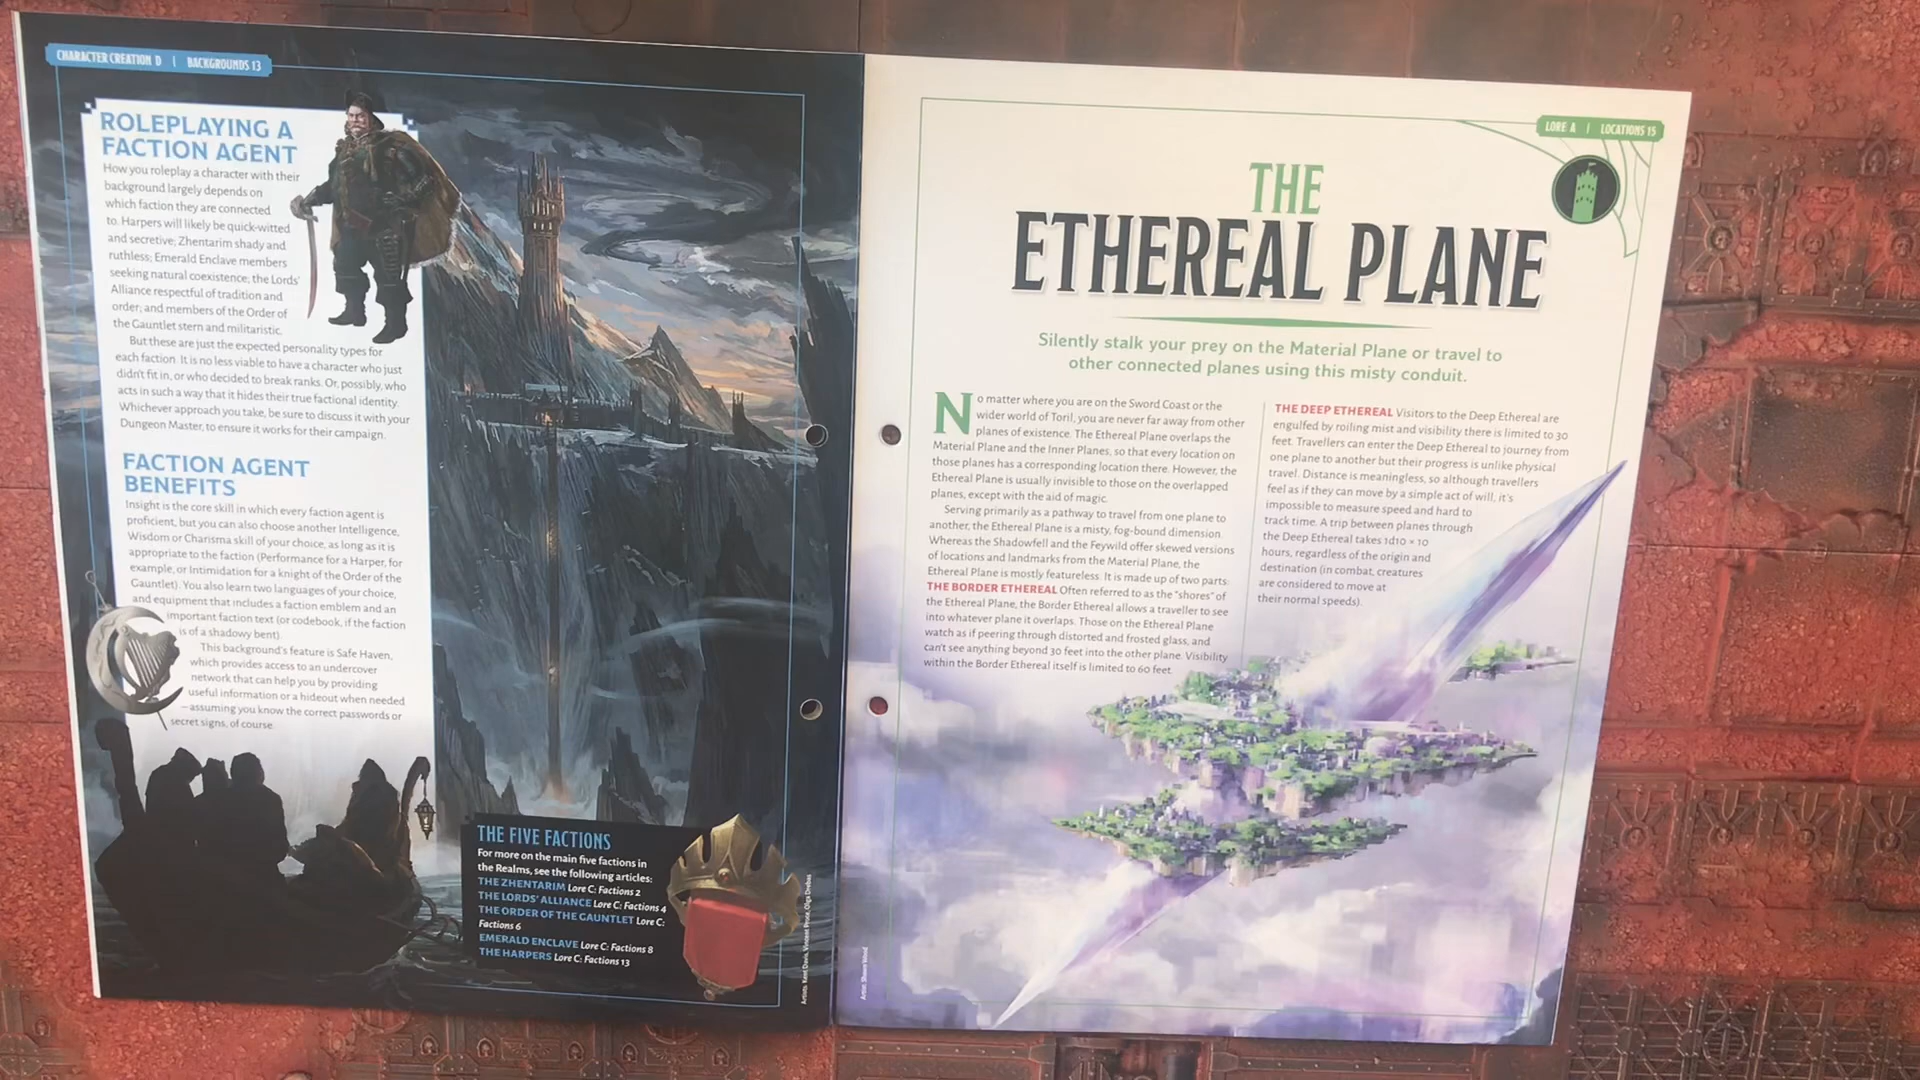 CHARACTER CREATION D | BACKGROUNDS 13
ROLEPLAYING A
FACTION AGENT
How you roleplay a character with their
background largely depends on
which faction they are connected
to. Harpers will likely be quick-witted
and secretive; Zhentarim shady and
ruthless; Emerald Enclave members
seeking natural coexistence; the Lords'
Alliance respectful of tradition and
order; and members of the Order of
the Gauntlet stern and militaristic.
But these are just the expected personality types for
each faction. It is no less viable to have a character who just
didn't fit in, or who decided to break ranks. Or, possibly, who
acts in such a way that it hides their true factional identity.
Whichever approach you take, be sure to discuss it with your
Dungeon Master, to ensure it works for their campaign.
FACTION AGENT
BENEFITS
Insight is the core skill in which every faction agent is
proficient, but you can also choose another Intelligence,
Wisdom or Charisma skill of your choice, as long as it is
appropriate to the faction (Performance for a Harper, for
example, or Intimidation for a knight of the Order of the
Gauntlet). You also learn two languages of your choice,
and equipment that includes a faction emblem and an
important faction text (or codebook, if the faction
is of a shadowy bent).
This background's feature is Safe Haven,
which provides access to an undercover
network that can help you by providing
useful information or a hideout when needed
– assuming you know the correct passwords or
secret signs, of course.
THE FIVE FACTIONS
For more on the main five factions in
the Realms, see the following articles:
THE ZHENTARIM Lore C: Factions 2
THE LORDS' ALLIANCE Lore C: Factions 4
THE ORDER OF THE GAUNTLET Lore C:
Factions 6
EMERALD ENCLAVE Lore C: Factions 8
THE HARPERS Lore C: Factions 13
Artists: Kent Davis, Vincent Proce, Olga Drebas
LORE A | LOCATIONS 15
THE
ETHEREAL PLANE
Silently stalk your prey on the Material Plane or travel to
other connected planes using this misty conduit.
No matter where you are on the Sword Coast or the
wider world of Toril, you are never far away from other
planes of existence. The Ethereal Plane overlaps the
Material Plane and the Inner Planes, so that every location on
those planes has a corresponding location there. However, the
Ethereal Plane is usually invisible to those on the overlapped
planes, except with the aid of magic.
Serving primarily as a pathway to travel from one plane to
another, the Ethereal Plane is a misty, fog-bound dimension.
Whereas the Shadowfell and the Feywild offer skewed versions
of locations and landmarks from the Material Plane, the
Ethereal Plane is mostly featureless. It is made up of two parts:
THE BORDER ETHEREAL Often referred to as the "shores" of
the Ethereal Plane, the Border Ethereal allows a traveller to see
into whatever plane it overlaps. Those on the Ethereal Plane
watch as if peering through distorted and frosted glass, and
can't see anything beyond 30 feet into the other plane. Visibility
within the Border Ethereal itself is limited to 60 feet.
THE DEEP ETHEREAL Visitors to the Deep Ethereal are
engulfed by roiling mist and visibility there is limited to 30
feet. Travellers can enter the Deep Ethereal to journey from
one plane to another but their progress is unlike physical
travel. Distance is meaningless, so although travellers
feel as if they can move by a simple act of will, it's
impossible to measure speed and hard to
track time. A trip between planes through
the Deep Ethereal takes 1d10 × 10
hours, regardless of the origin and
destination (in combat, creatures
are considered to move at
their normal speeds).